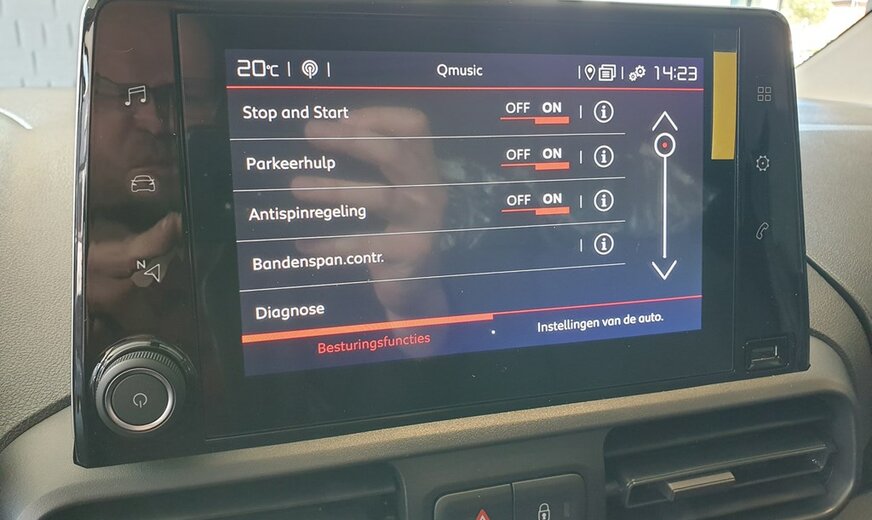 20°C Qmusic 14:23
Stop and Start OFF ON
Parkeerhulp OFF ON
Antispinregeling OFF ON
Bandenspan.contr.
Diagnose
Besturingsfuncties Instellingen van de auto.
N